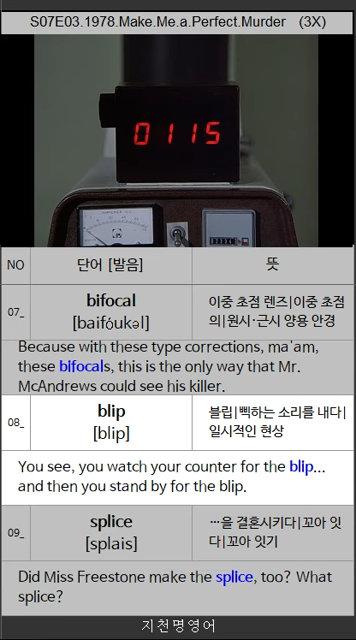 S07E03.1978.Make.Me.a.Perfect.Murder (3X)
0115
NO 단어 [발음] 뜻
07_ bifocal [baifóukəl] 이중 초점 렌즈|이중 초점
의|원시·근시 양용 안경
Because with these type corrections, ma'am,
these bifocals, this is the only way that Mr.
McAndrews could see his killer.
08_ blip [blip] 블립|삑하는 소리를 내다|
일시적인 현상
You see, you watch your counter for the blip...
and then you stand by for the blip.
09_ splice [splais] …을 결혼시키다|꼬아 잇
다|꼬아 잇기
Did Miss Freestone make the splice, too? What
splice?
지천명영어